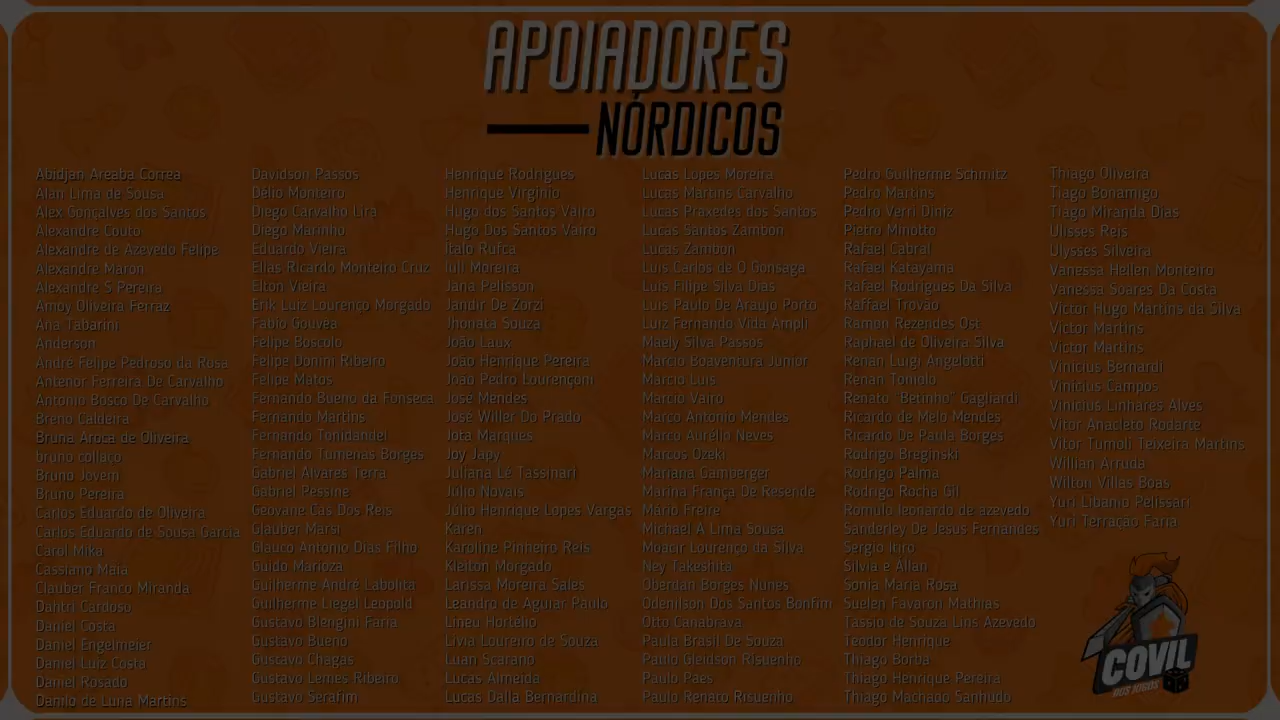 APOIADORES
NÓRDICOS
Abidjan Areaba Correa
Alan Lima de Sousa
Alex Gonçalves dos Santos
Alexandre Couto
Alexandre de Azevedo Felipe
Alexandre Maron
Alexandre S Pereira
Amoy Oliveira Ferraz
Ana Tabarini
Anderson
André Felipe Pedroso da Rosa
Antenor Ferreira De Carvalho
Antonio Bosco De Carvalho
Breno Caldeira
Bruna Aroca de Oliveira
bruno collaço
Bruno Jovem
Bruno Pereira
Carlos Eduardo de Oliveira
Carlos Eduardo de Sousa Garcia
Carol Mika
Cassiano Maia
Clauber Franco Miranda
Dahtri Cardoso
Daniel Costa
Daniel Engelmeier
Daniel Luiz Costa
Daniel Rosado
Danilo de Luna Martins
Davidson Passos
Délio Monteiro
Diego Carvalho Lira
Diego Marinho
Eduardo Vieira
Elias Ricardo Monteiro Cruz
Elton Vieira
Erik Luiz Lourenço Morgado
Fabio Gouvêa
Felipe Boscolo
Felipe Donini Ribeiro
Felipe Matos
Fernando Bueno da Fonseca
Fernando Martins
Fernando Tonidandel
Fernando Tumenas Borges
Gabriel Alvares Terra
Gabriel Pessine
Geovane Cas Dos Reis
Glauber Marsi
Glauco Antonio Dias Filho
Guido Marioza
Guilherme André Labolita
Guilherme Liegel Leopold
Gustavo Blengini Faria
Gustavo Bueno
Gustavo Chagas
Gustavo Lemes Ribeiro
Gustavo Serafim
Henrique Rodrigues
Henrique Virginio
Hugo dos Santos Vairo
Hugo Dos Santos Vairo
Ítalo Rufca
Iuli Moreira
Jana Pelisson
Jandir De Zorzi
Jhonata Souza
João Laux
João Henrique Pereira
João Pedro Lourençoni
José Mendes
José Willer Do Prado
Jota Marques
Joy Japy
Juliana Lé Tassinari
Julio Novais
Julio Henrique Lopes Vargas
Karen
Karoline Pinheiro Reis
Kleiton Morgado
Larissa Moreira Sales
Leandro de Aguiar Paulo
Lineu Hortélio
Livia Loureiro de Souza
Luan Scarano
Lucas Almeida
Lucas Dalla Bernardina
Lucas Lopes Moreira
Lucas Martins Carvalho
Lucas Praxedes dos Santos
Lucas Santos Zambon
Lucas Zambon
Luis Carlos de O Gonsaga
Luis Filipe Silva Dias
Luis Paulo De Araujo Porto
Luiz Fernando Vida Ampli
Maely Silva Passos
Marcio Boaventura Junior
Marcio Luis
Marcio Vairo
Marco Antonio Mendes
Marco Aurélio Neves
Marcos Ozeki
Mariana Gamperger
Marina França De Resende
Mário Freire
Michael A Lima Sousa
Moacir Lourenço da Silva
Ney Takeshita
Oberdan Borges Nunes
Odenilson Dos Santos Bonfim
Otto Canabrava
Paula Brasil De Souza
Paulo Gleidson Risuenho
Paulo Paes
Paulo Renato Risuenho
Pedro Guilherme Schmitz
Pedro Martins
Pedro Verri Diniz
Pietro Minotto
Rafael Cabral
Rafael Katayama
Rafael Rodrigues Da Silva
Raffael Trovão
Ramon Rezendes Ost
Raphael de Oliveira Silva
Renan Luigi Angelotti
Renan Toniolo
Renato "Betinho" Gagliardi
Ricardo de Melo Mendes
Ricardo De Paula Borges
Rodrigo Breginski
Rodrigo Palma
Rodrigo Rocha Gil
Romulo leonardo de azevedo
Sanderley De Jesus Fernandes
Sergio Itiro
Silvia e Allan
Sonia Maria Rosa
Suelen Favaron Mathias
Tassio de Souza Lins Azevedo
Teodor Henrique
Thiago Borba
Thiago Henrique Pereira
Thiago Machado Sanhudo
Thiago Oliveira
Tiago Bonamigo
Tiago Miranda Dias
Ulisses Reis
Ulysses Silveira
Vanessa Hellen Monteiro
Vanessa Soares Da Costa
Victor Hugo Martins da Silva
Victor Martins
Victor Martins
Vinicius Bernardi
Vinicius Campos
Vinicius Linhares Alves
Vitor Anacleto Rodarte
Vitor Tumoli Teixeira Martins
Willian Arruda
Wilton Villas Boas
Yuri Libanio Pelissari
Yuri Terração Faria
COVIL
DOS JOGOS